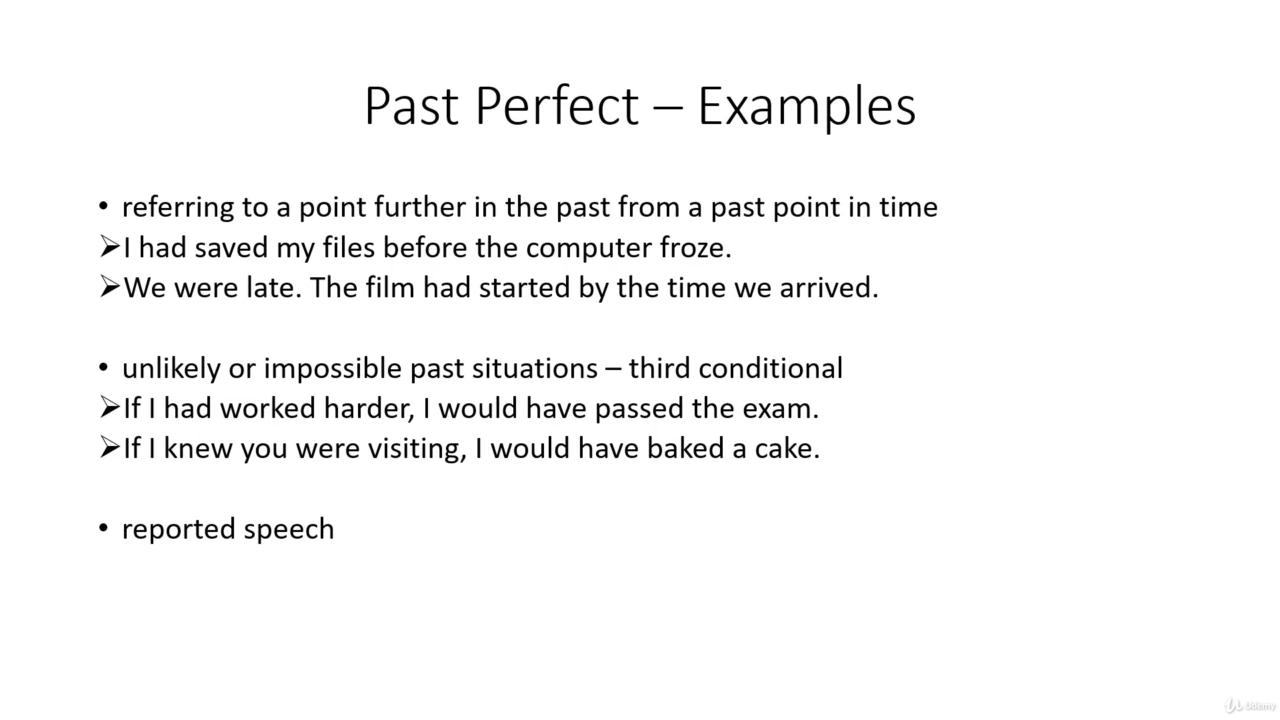 Past Perfect – Examples
• referring to a point further in the past from a past point in time
➢I had saved my files before the computer froze.
➢We were late. The film had started by the time we arrived.
• unlikely or impossible past situations – third conditional
➢If I had worked harder, I would have passed the exam.
➢If I knew you were visiting, I would have baked a cake.
• reported speech
Udemy